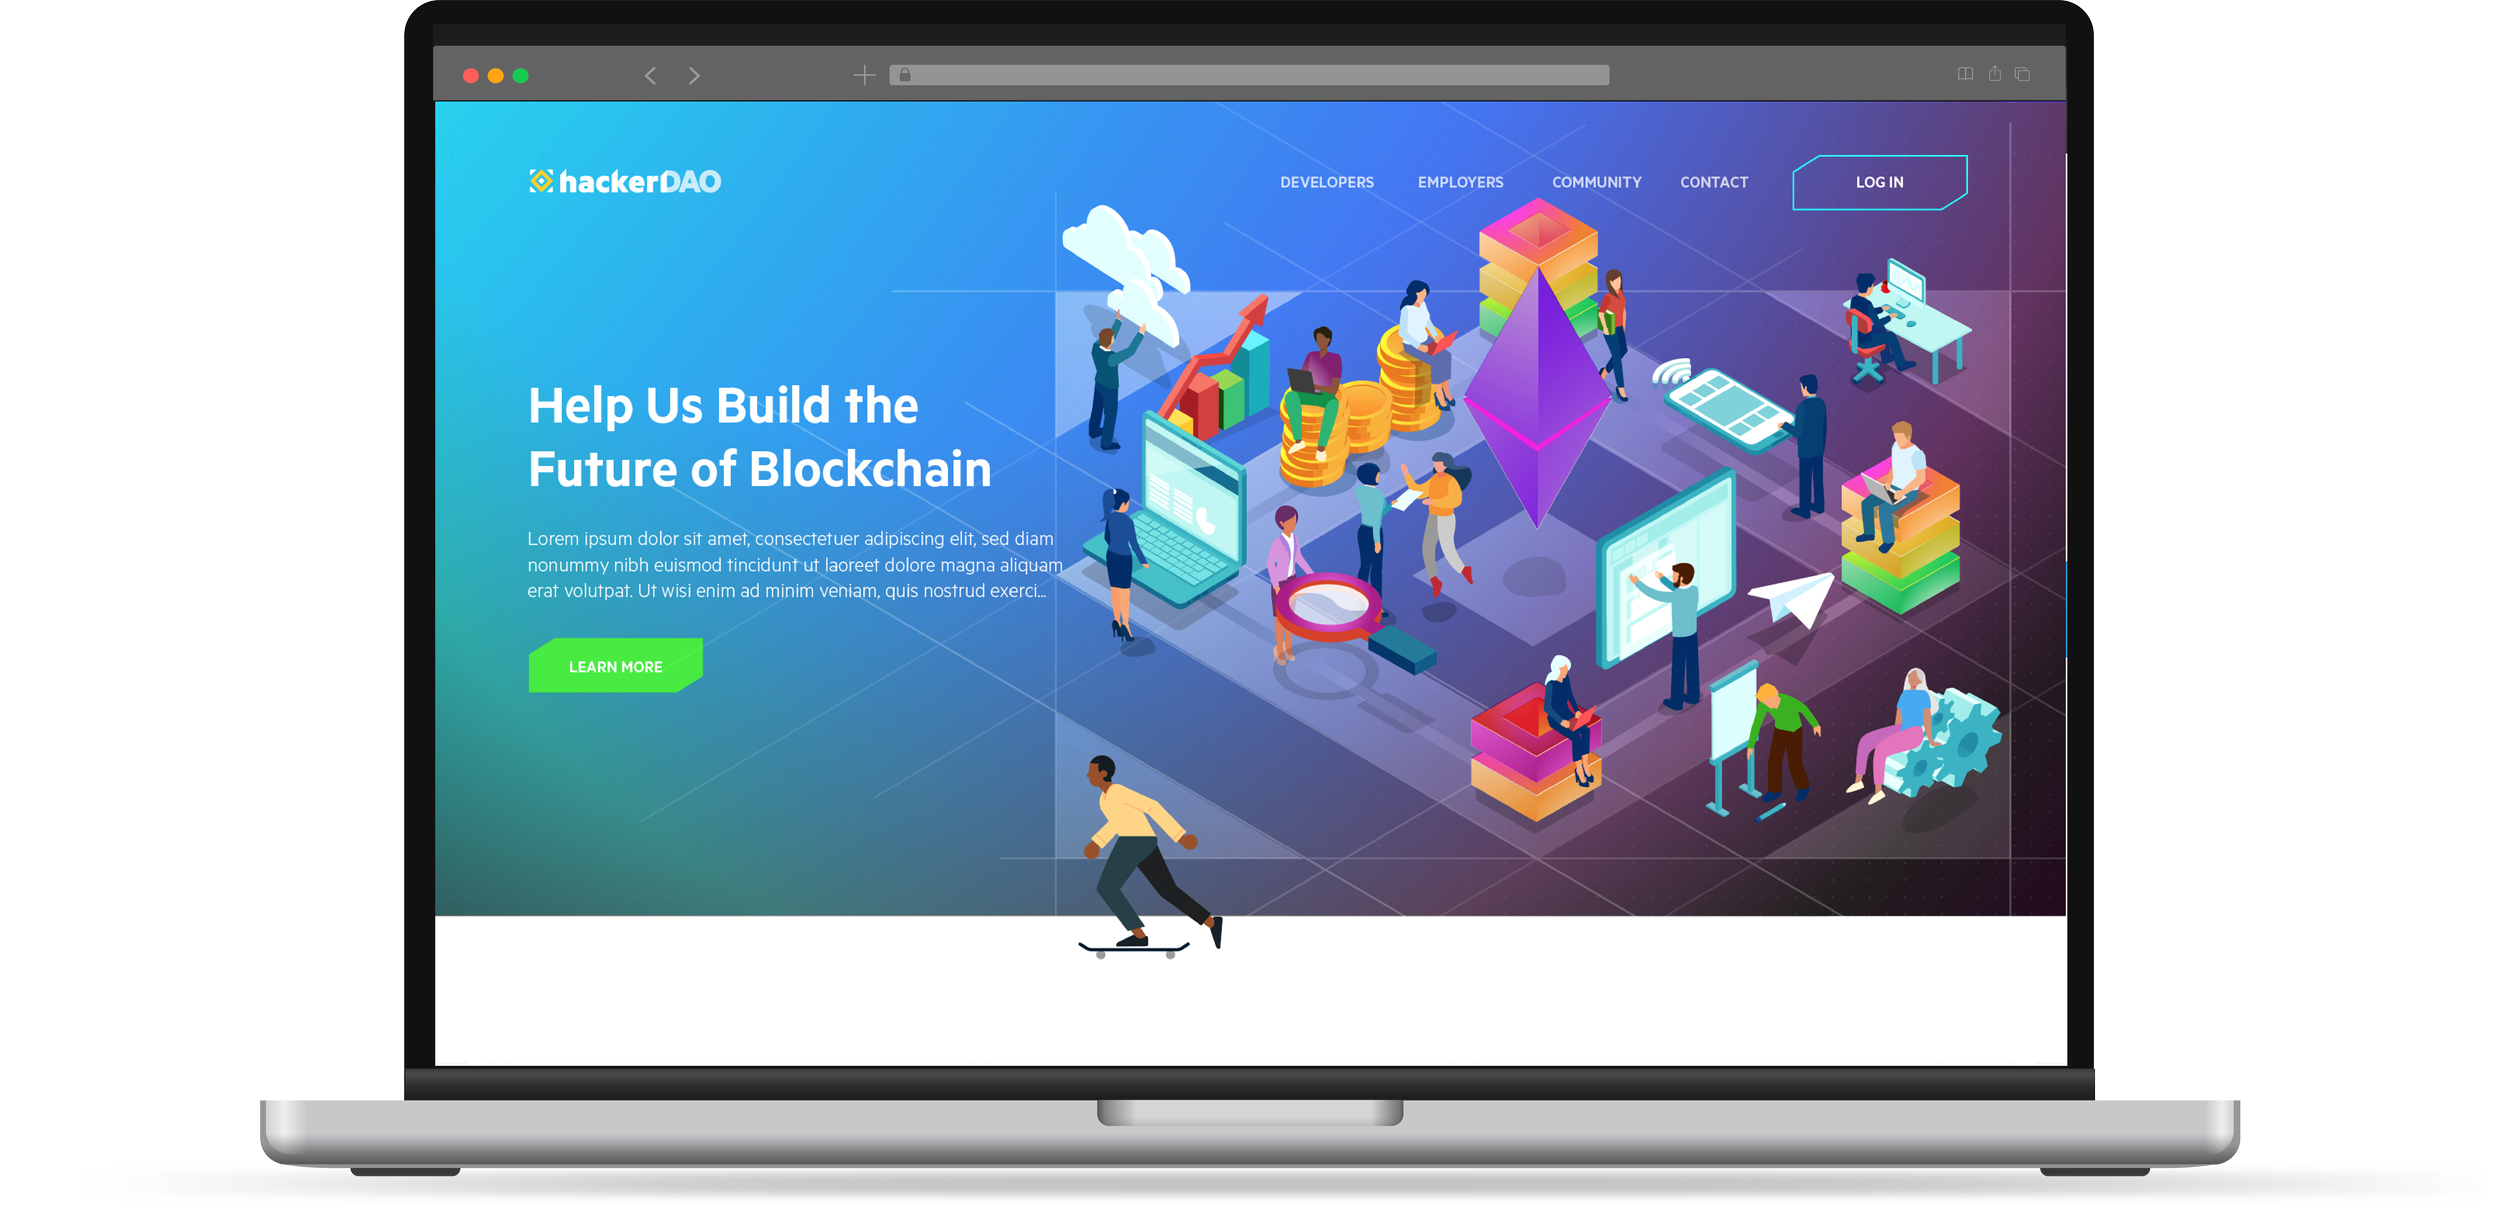 hackerDAO
DEVELOPERS
EMPLOYERS
COMMUNITY
CONTACT
LOG IN
Help Us Build the
Future of Blockchain
Lorem ipsum dolor sit amet, consectetuer adipiscing elit, sed diam
nonummy nibh euismod tincidunt ut laoreet dolore magna aliquam
erat volutpat. Ut wisi enim ad minim veniam, quis nostrud exerci...
LEARN MORE